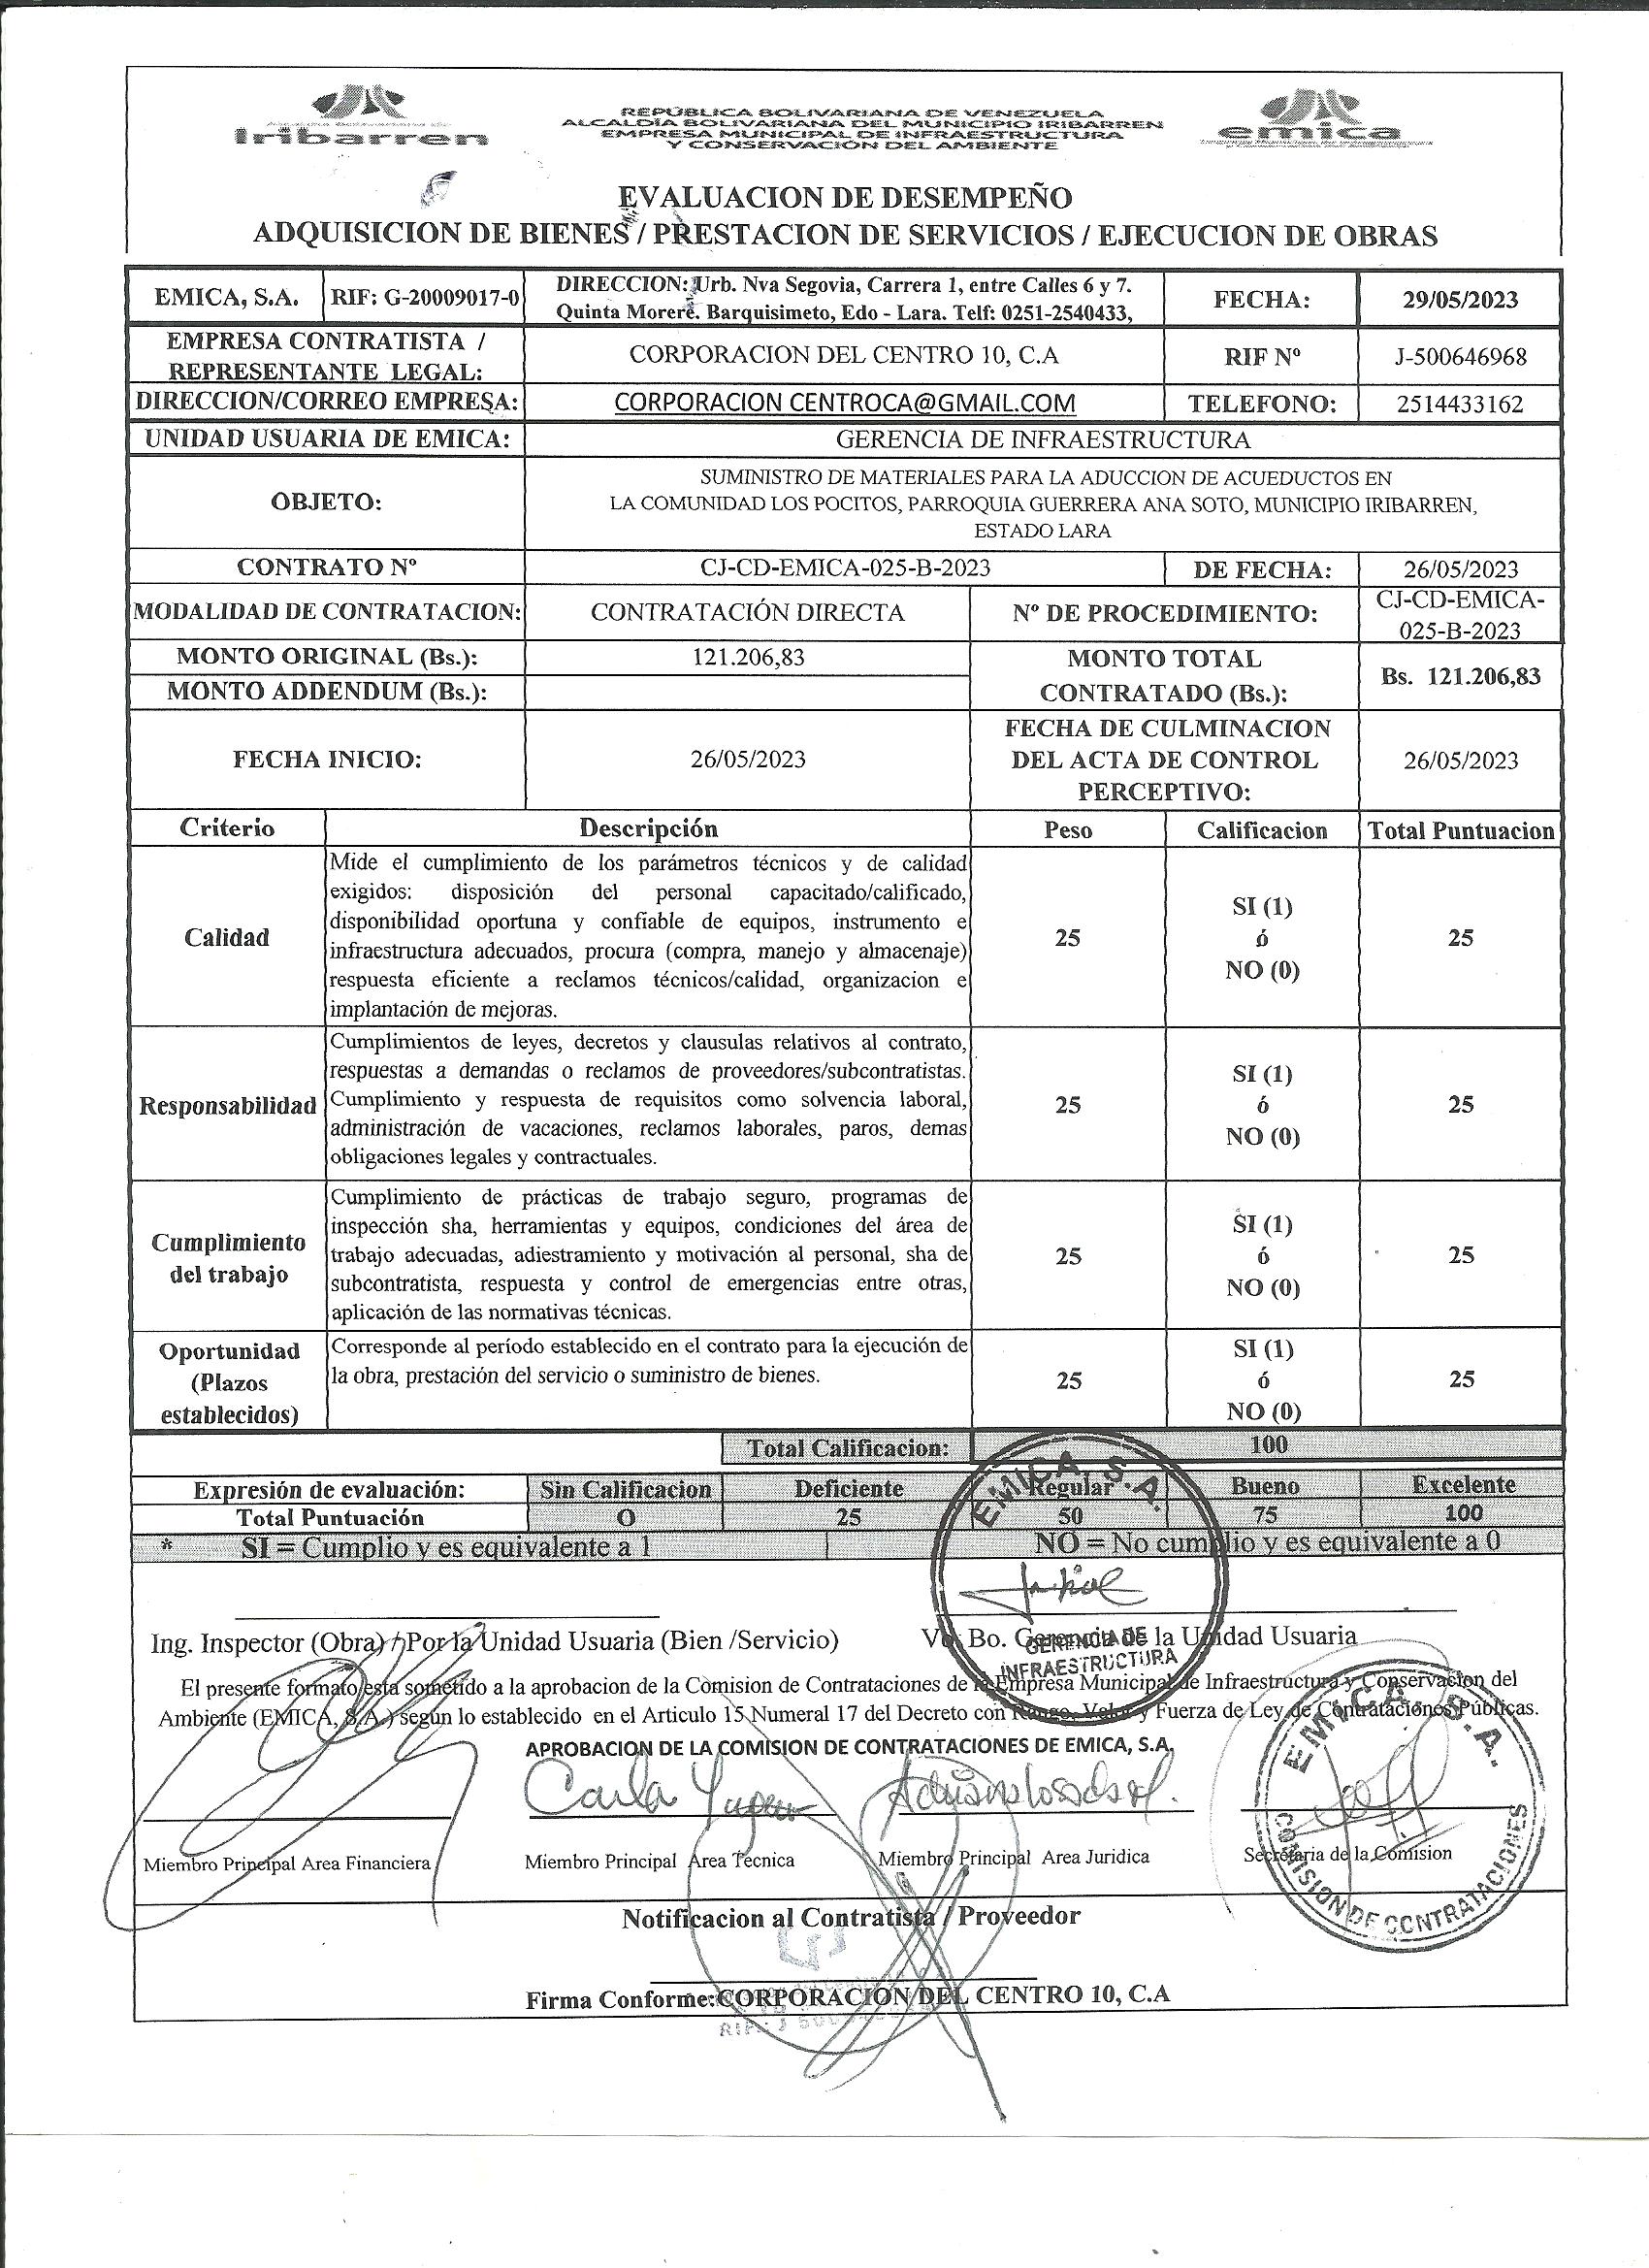 Iribarren
REPÚBLICA BOLIVARIANA DE VENEZUELA
ALCALDÍA BOLIVARIANA DEL MUNICIPIO IRIBARREN
EMPRESA MUNICIPAL DE INFRAESTRUCTURA
Y CONSERVACIÓN DEL AMBIENTE
emica
EVALUACION DE DESEMPEÑO
ADQUISICION DE BIENES / PRESTACION DE SERVICIOS / EJECUCION DE OBRAS
EMICA, S.A. RIF: G-20009017-0 DIRECCION: Urb. Nva Segovia, Carrera 1, entre Calles 6 y 7.
Quinta Morere. Barquisimeto, Edo - Lara. Telf: 0251-2540433,
FECHA: 29/05/2023
EMPRESA CONTRATISTA /
REPRESENTANTE LEGAL:
CORPORACION DEL CENTRO 10, C.A RIF Nº J-500646968
DIRECCION/CORREO EMPRESA: CORPORACION CENTROCA@GMAIL.COM TELEFONO: 2514433162
UNIDAD USUARIA DE EMICA: GERENCIA DE INFRAESTRUCTURA
OBJETO:
SUMINISTRO DE MATERIALES PARA LA ADUCCION DE ACUEDUCTOS EN
LA COMUNIDAD LOS POCITOS, PARROQUIA GUERRERA ANA SOTO, MUNICIPIO IRIBARREN,
ESTADO LARA
CONTRATO Nº CJ-CD-EMICA-025-B-2023 DE FECHA: 26/05/2023
MODALIDAD DE CONTRATACION: CONTRATACIÓN DIRECTA Nº DE PROCEDIMIENTO: CJ-CD-EMICA-
025-B-2023
MONTO ORIGINAL (Bs.): 121.206,83
MONTO ADDENDUM (Bs.):
MONTO TOTAL
CONTRATADO (Bs.):
Bs. 121.206,83
FECHA INICIO: 26/05/2023
FECHA DE CULMINACION
DEL ACTA DE CONTROL
PERCEPTIVO:
26/05/2023
Criterio Descripción Peso Calificacion Total Puntuacion
Calidad
Mide el cumplimiento de los parámetros técnicos y de calidad
exigidos: disposición del personal capacitado/calificado,
disponibilidad oportuna y confiable de equipos, instrumento e
infraestructura adecuados, procura (compra, manejo y almacenaje)
respuesta eficiente a reclamos técnicos/calidad, organizacion e
implantación de mejoras.
25
SI (1)
ó
NO (0)
25
Responsabilidad
Cumplimientos de leyes, decretos y clausulas relativos al contrato,
respuestas a demandas o reclamos de proveedores/subcontratistas.
Cumplimiento y respuesta de requisitos como solvencia laboral,
administración de vacaciones, reclamos laborales, paros, demas
obligaciones legales y contractuales.
25
SI (1)
ó
NO (0)
25
Cumplimiento
del trabajo
Cumplimiento de prácticas de trabajo seguro, programas de
inspección sha, herramientas y equipos, condiciones del área de
trabajo adecuadas, adiestramiento y motivación al personal, sha de
subcontratista, respuesta y control de emergencias entre otras,
aplicación de las normativas técnicas.
25
SI (1)
ó
NO (0)
25
Oportunidad
(Plazos
establecidos)
Corresponde al período establecido en el contrato para la ejecución de
la obra, prestación del servicio o suministro de bienes.
25
SI (1)
ó
NO (0)
25
Total Calificacion: 100
Expresión de evaluación: Sin Calificacion Deficiente Regular Bueno Excelente
Total Puntuación O 25 50 75 100
* SI = Cumplio y es equivalente a 1 NO = No cumplio y es equivalente a 0
EMICA S.A.
GERENCIA DE
INFRAESTRUCTURA
Ing. Inspector (Obra) / Por la Unidad Usuaria (Bien /Servicio) Vo. Bo. Gerencia de la Unidad Usuaria
El presente formato esta sometido a la aprobacion de la Comision de Contrataciones de la Empresa Municipal de Infraestructura y Conservacion del
Ambiente (EMICA, S.A.) según lo establecido en el Articulo 15 Numeral 17 del Decreto con Rango, Valor y Fuerza de Ley de Contrataciónes Públicas.
APROBACION DE LA COMISION DE CONTRATACIONES DE EMICA, S.A.
Carla
Miembro Principal Area Financiera Miembro Principal Area Tecnica Miembro Principal Area Juridica Secretaria de la Comision
EMICA S.A.
COMISION DE CONTRATACIONES
Notificacion al Contratista / Proveedor
Firma Conforme:CORPORACION DEL CENTRO 10, C.A